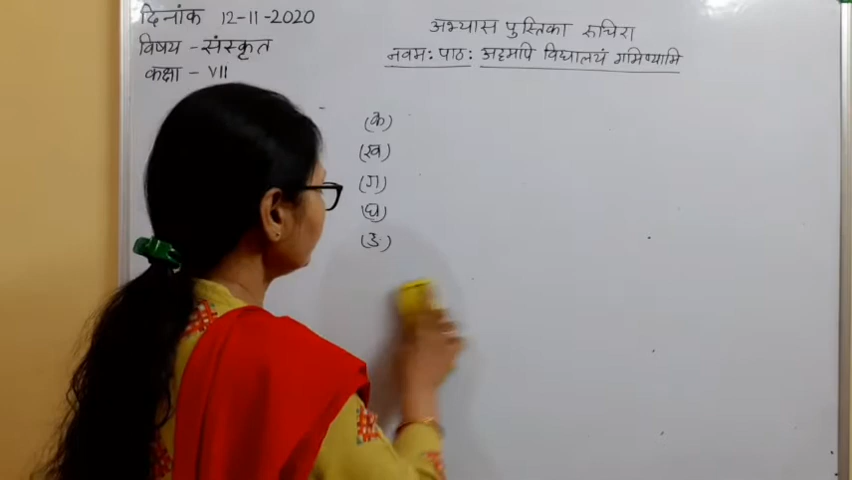 दिनांक 12-11-2020
विषय - संस्कृत
कक्षा - VII
अभ्यास पुस्तिका रुचिरा
नवमः पाठः अहमपि विद्यालयं गमिष्यामि
(क)
(ख)
(ग)
(घ)
(ङ)